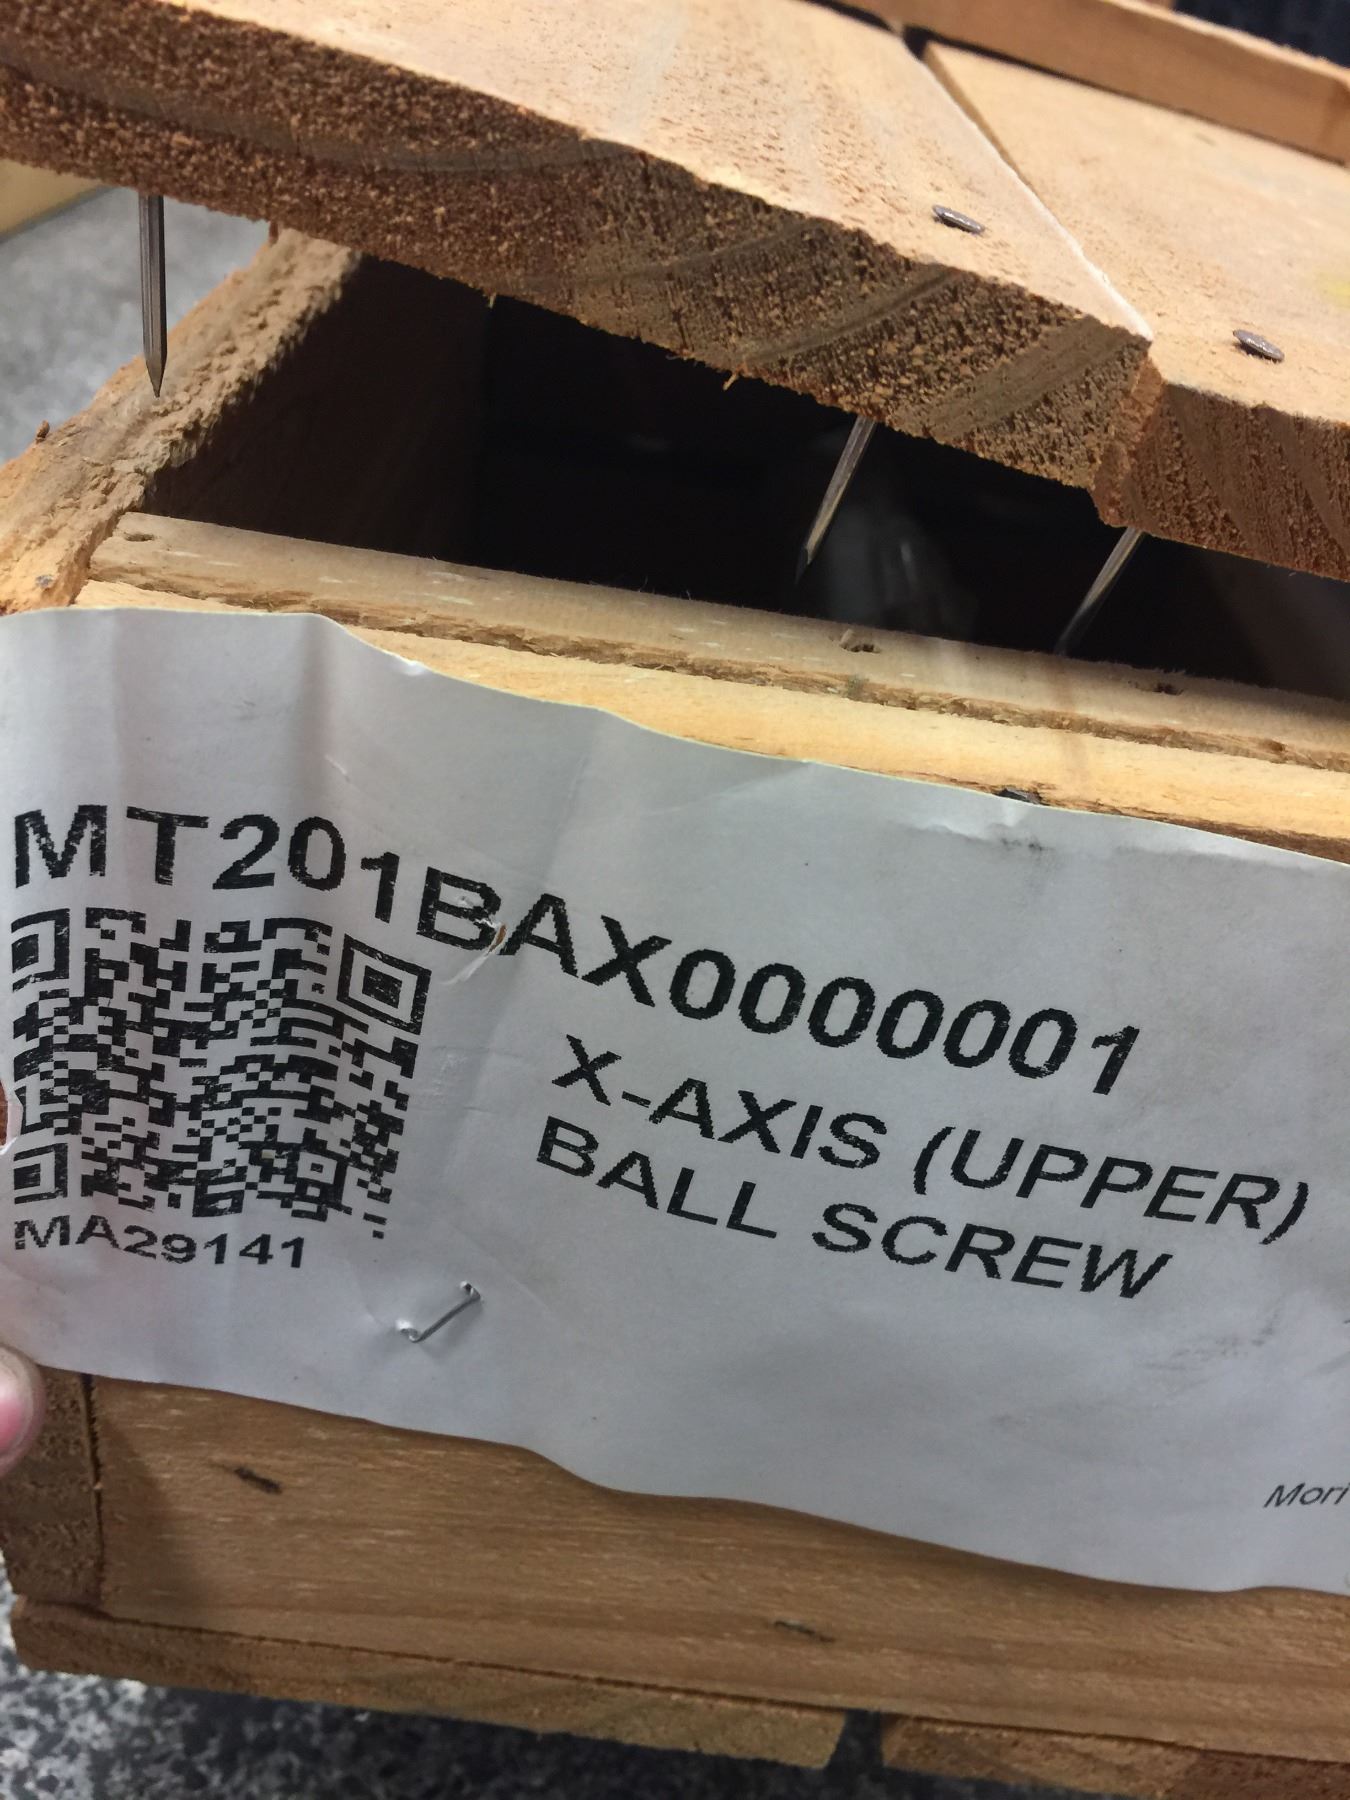 MT201BAX0000001
X-AXIS (UPPER)
BALL SCREW
MA29141
Mori